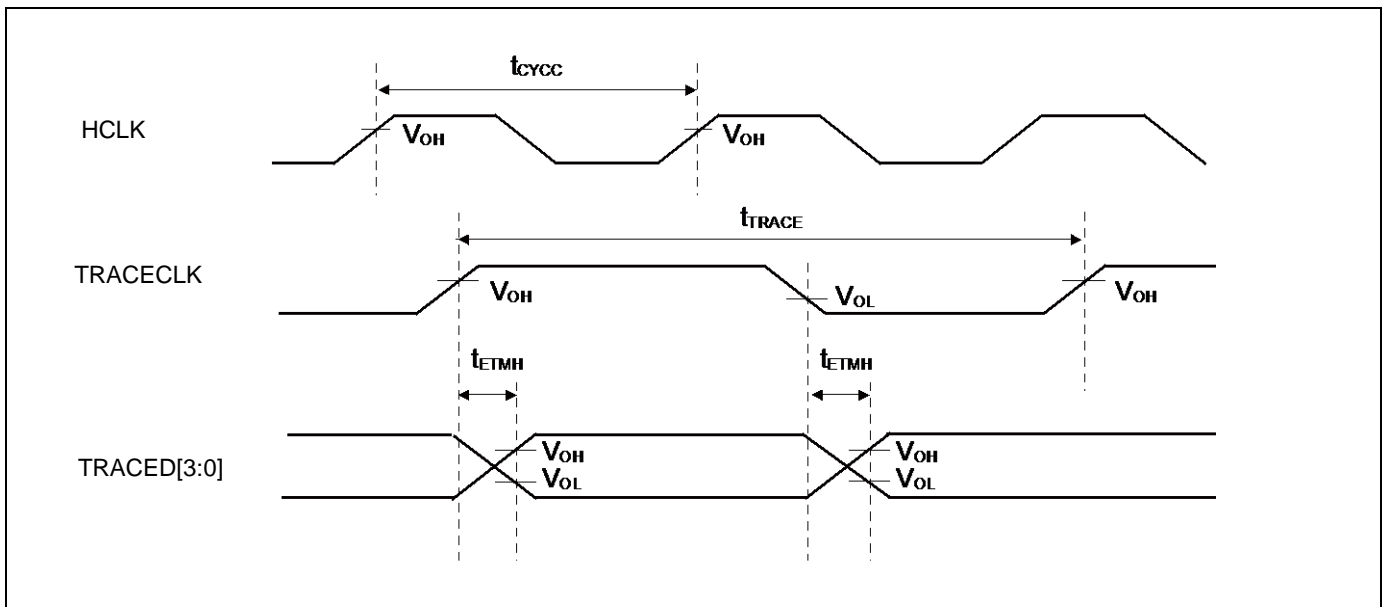 tCYCC
HCLK
VOH
VOH
tTRACE
TRACECLK
VOH
VOL
VOH
tETMH
tETMH
TRACED[3:0]
VOH
VOH
VOL
VOL